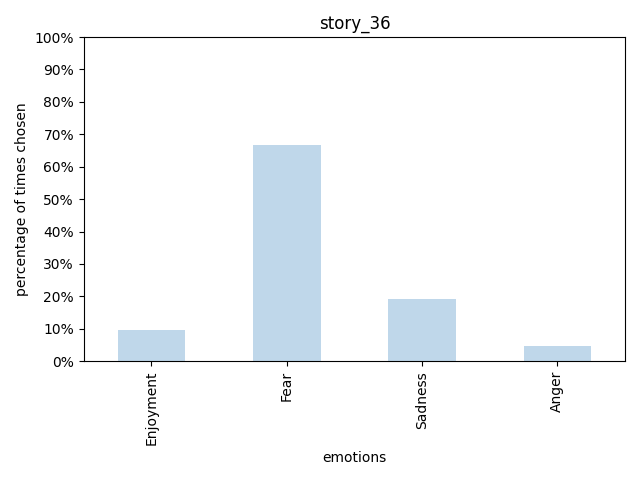 story_36
100%
90%
80%
70%
60%
50%
40%
30%
20%
10%
0%
percentage of times chosen
Enjoyment
Fear
Sadness
Anger
emotions